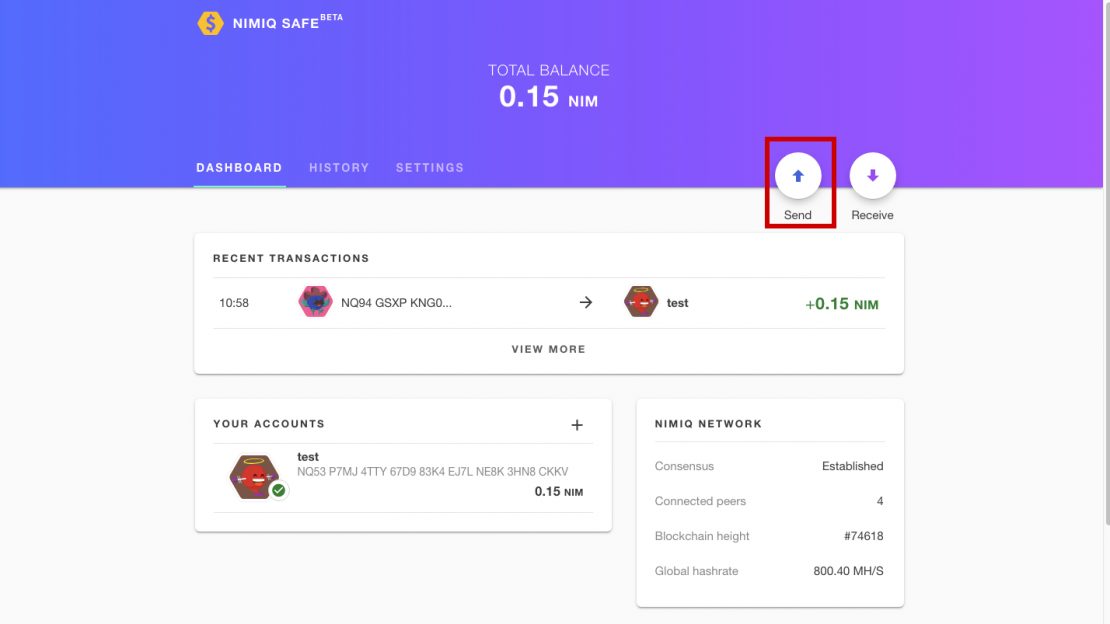 NIMIQ SAFE BETA
TOTAL BALANCE
0.15 NIM
DASHBOARD HISTORY SETTINGS
Send Receive
RECENT TRANSACTIONS
10:58 NQ94 GSXP KNG0... → test +0.15 NIM
VIEW MORE
YOUR ACCOUNTS +
test
NQ53 P7MJ 4TTY 67D9 83K4 EJ7L NE8K 3HN8 CKKV
0.15 NIM
NIMIQ NETWORK
Consensus Established
Connected peers 4
Blockchain height #74618
Global hashrate 800.40 MH/S